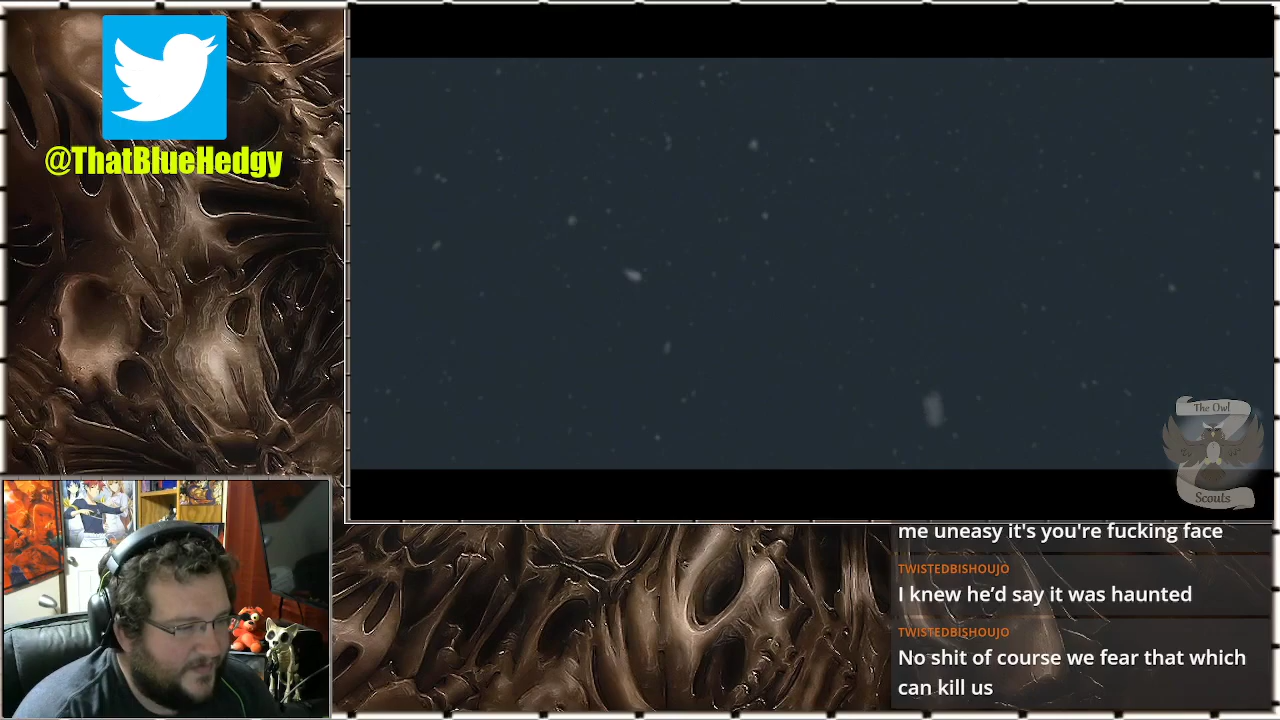 @ThatBlueHedgy
The Owl
Scouts
me uneasy it's you're fucking face
TWISTEDBISHOUJO
I knew he'd say it was haunted
TWISTEDBISHOUJO
No shit of course we fear that which
can kill us